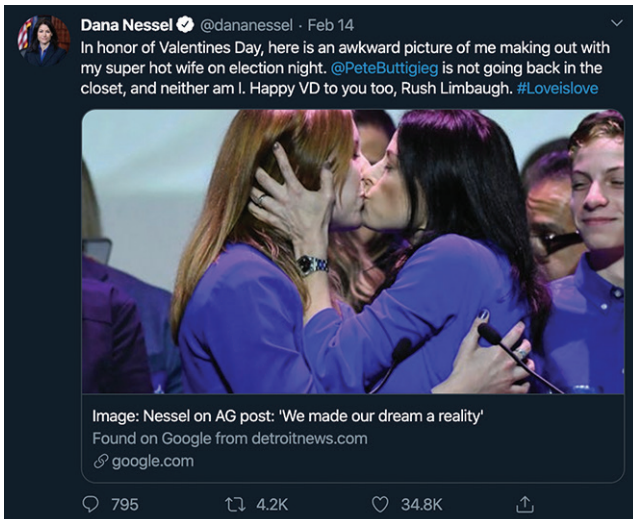 Dana Nessel @dananessel · Feb 14
In honor of Valentines Day, here is an awkward picture of me making out with
my super hot wife on election night. @PeteButtigieg is not going back in the
closet, and neither am I. Happy VD to you too, Rush Limbaugh. #Loveislove
Image: Nessel on AG post: 'We made our dream a reality'
Found on Google from detroitnews.com
google.com
795 4.2K 34.8K